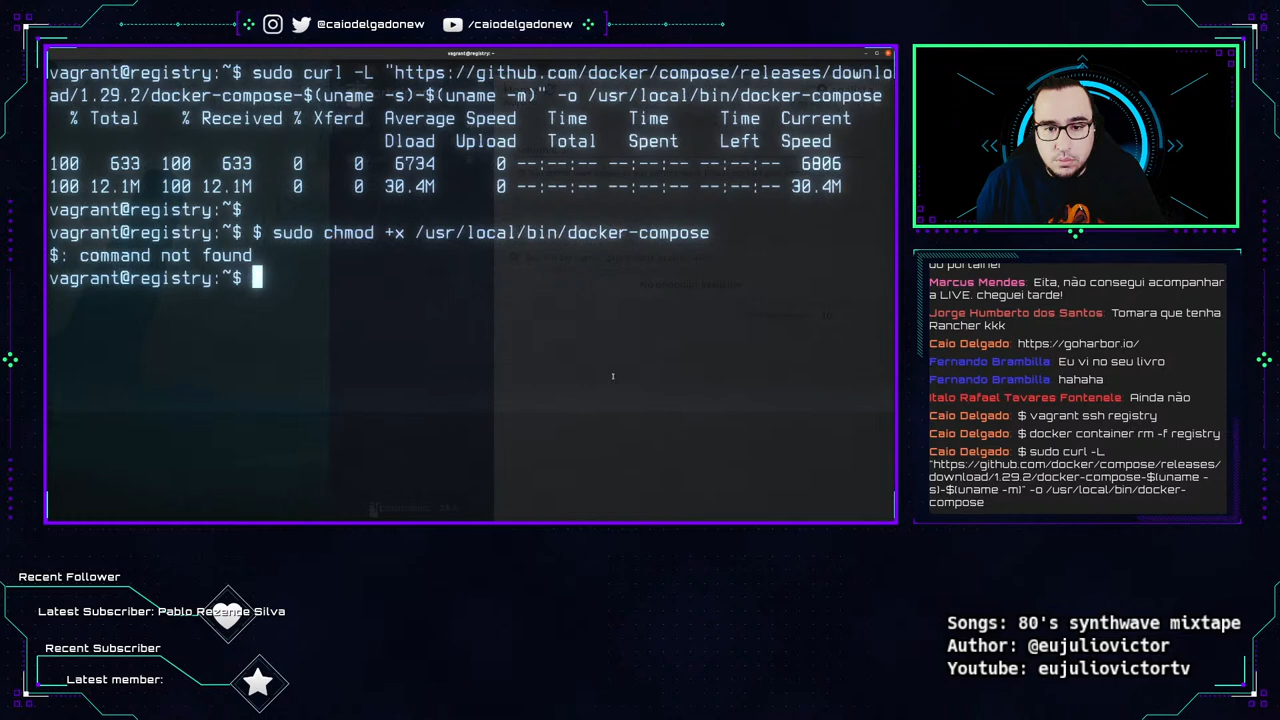 @caiodelgadonew /caiodelgadonew
vagrant@registry: ~
vagrant@registry:~$ sudo curl -L "https://github.com/docker/compose/releases/downlo
ad/1.29.2/docker-compose-$(uname -s)-$(uname -m)" -o /usr/local/bin/docker-compose
% Total % Received % Xferd Average Speed Time Time Time Current
Dload Upload Total Spent Left Speed
100 633 100 633 0 0 6734 0 --:--:-- --:--:-- --:--:-- 6806
100 12.1M 100 12.1M 0 0 30.4M 0 --:--:-- --:--:-- --:--:-- 30.4M
vagrant@registry:~$
vagrant@registry:~$ $ sudo chmod +x /usr/local/bin/docker-compose
$: command not found
vagrant@registry:~$
do portainer
Marcus Mendes: Eita, não consegui acompanhar
a LIVE. cheguei tarde!
Jorge Humberto dos Santos: Tomara que tenha
Rancher kkk
Caio Delgado: https://goharbor.io/
Fernando Brambilla: Eu vi no seu livro
Fernando Brambilla: hahaha
Italo Rafael Tavares Fontenele: Ainda não
Caio Delgado: $ vagrant ssh registry
Caio Delgado: $ docker container rm -f registry
Caio Delgado: $ sudo curl -L
"https://github.com/docker/compose/releases/
download/1.29.2/docker-compose-$(uname -
s)-$(uname -m)" -o /usr/local/bin/docker-
compose
Recent Follower
Latest Subscriber: Pablo Rezende Silva
Recent Subscriber
Latest member:
Songs: 80's synthwave mixtape
Author: @eujuliovictor
Youtube: eujuliovictortv